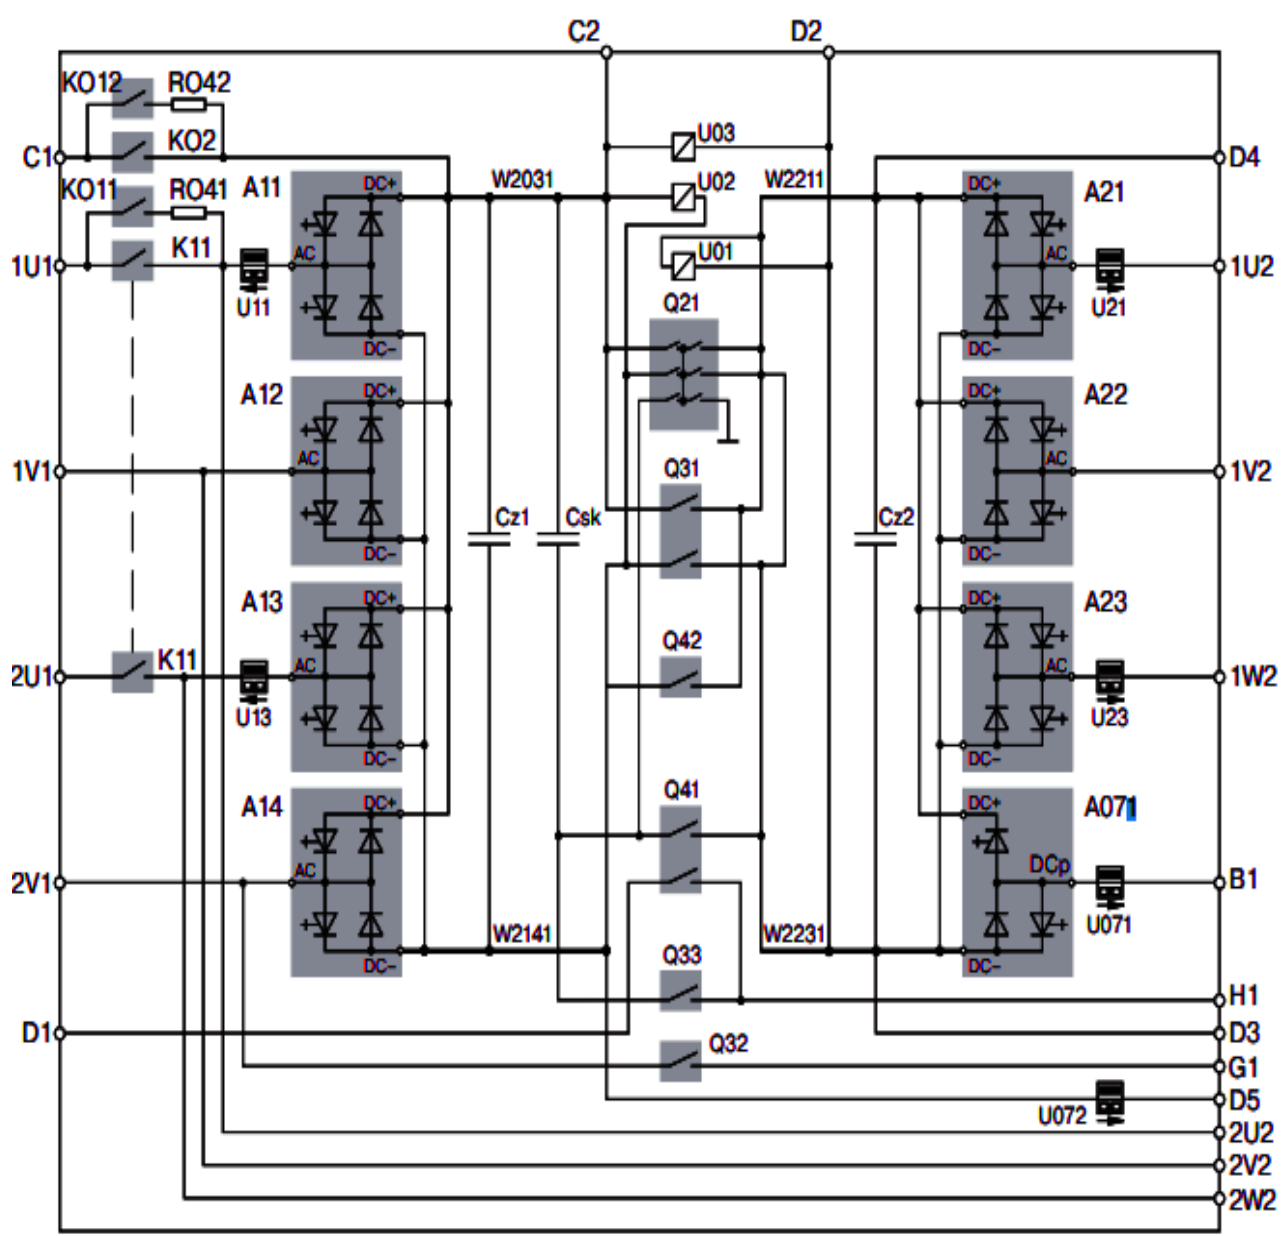 C2 D2
KO12 RO42
C1 KO2 U03 D4
KO11 RO41 A11 DC+ W2031 U02 W2211 DC+ A21
1U1 K11 AC U01 AC 1U2
U11 Q21 U21
DC- DC-
A12 DC+ DC+ A22
1V1 AC Q31 AC 1V2
Cz1 Csk Cz2
DC- DC-
A13 DC+ DC+ A23
2U1 K11 AC Q42 AC 1W2
U13 U23
DC- DC-
A14 DC+ Q41 DC+ A071
2V1 AC DCp B1
W2141 W2231 U071
DC- Q33 DC-
H1
D1 D3
Q32 G1
U072 D5
2U2
2V2
2W2